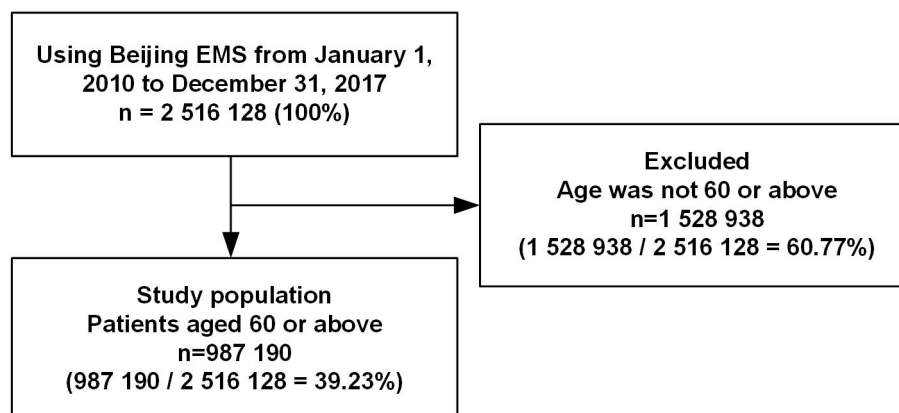 Using Beijing EMS from January 1,
2010 to December 31, 2017
n = 2 516 128 (100%)
Excluded
Age was not 60 or above
n=1 528 938
(1 528 938 / 2 516 128 = 60.77%)
Study population
Patients aged 60 or above
n=987 190
(987 190 / 2 516 128 = 39.23%)